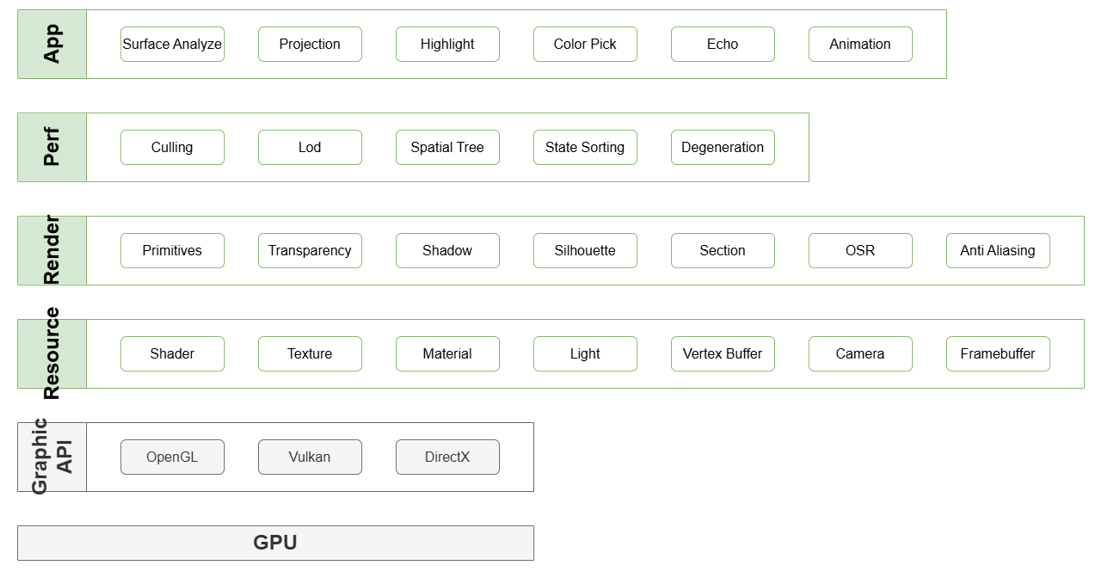 App
Surface Analyze
Projection
Highlight
Color Pick
Echo
Animation
Perf
Culling
Lod
Spatial Tree
State Sorting
Degeneration
Render
Primitives
Transparency
Shadow
Silhouette
Section
OSR
Anti Aliasing
Resource
Shader
Texture
Material
Light
Vertex Buffer
Camera
Framebuffer
Graphic
API
OpenGL
Vulkan
DirectX
GPU